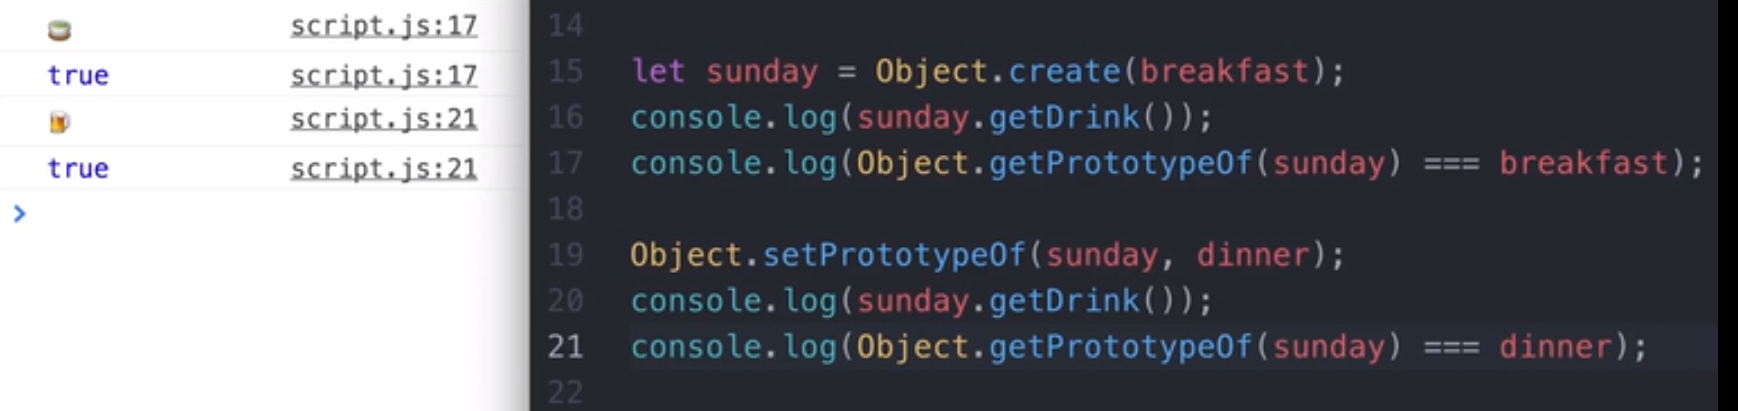 🍵 script.js:17
true script.js:17
🍺 script.js:21
true script.js:21
>
14
15 let sunday = Object.create(breakfast);
16 console.log(sunday.getDrink());
17 console.log(Object.getPrototypeOf(sunday) === breakfast);
18
19 Object.setPrototypeOf(sunday, dinner);
20 console.log(sunday.getDrink());
21 console.log(Object.getPrototypeOf(sunday) === dinner);
22